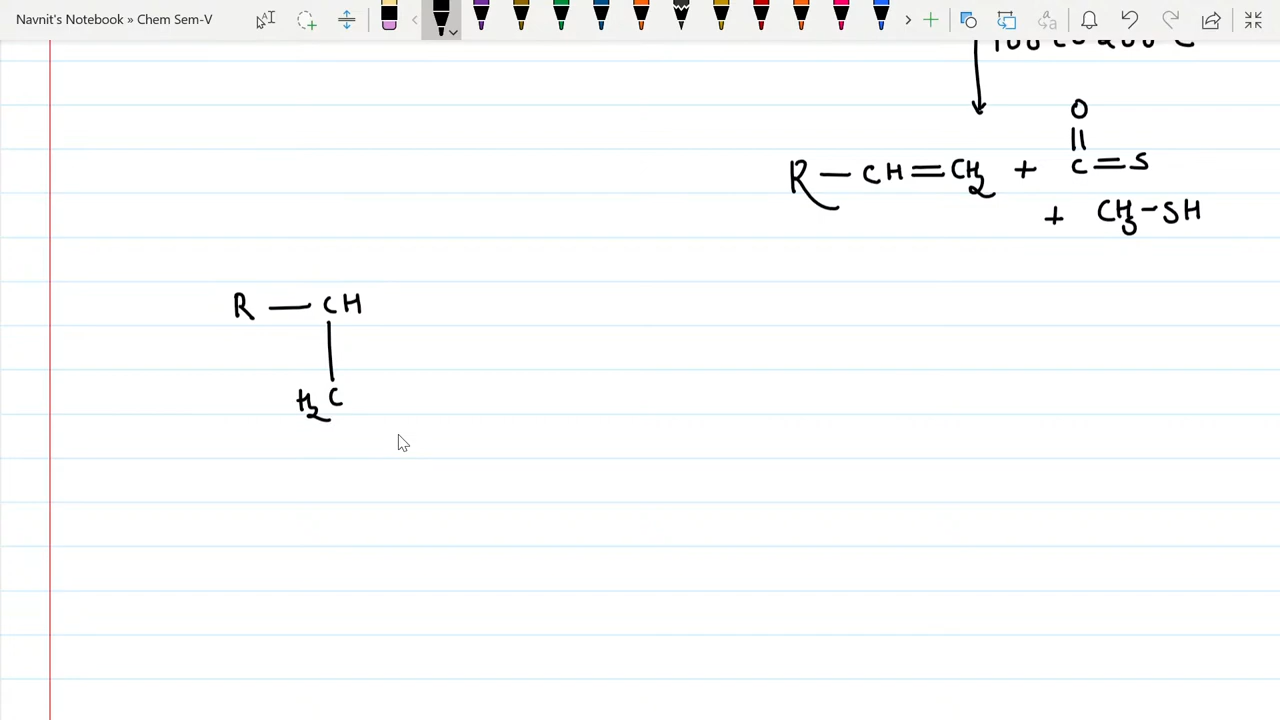 Navnit's Notebook » Chem Sem-V
O
||
R — CH = CH2 + C = S
+ CH3 - SH
R — CH
|
H2C